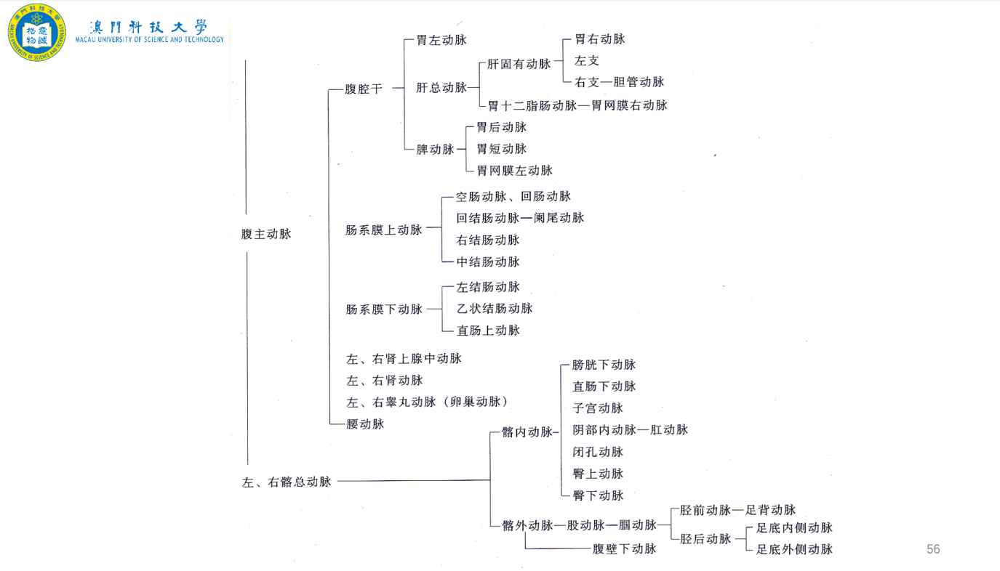 澳門科技大學
MACAU UNIVERSITY OF SCIENCE AND TECHNOLOGY
腹主动脉
腹腔干
胃左动脉
肝总动脉
肝固有动脉
胃右动脉
左支
右支—胆管动脉
胃十二脂肠动脉—胃网膜右动脉
脾动脉
胃后动脉
胃短动脉
胃网膜左动脉
肠系膜上动脉
空肠动脉、回肠动脉
回结肠动脉—阑尾动脉
右结肠动脉
中结肠动脉
肠系膜下动脉
左结肠动脉
乙状结肠动脉
直肠上动脉
左、右肾上腺中动脉
左、右肾动脉
左、右睾丸动脉（卵巢动脉）
腰动脉
左、右髂总动脉
髂内动脉
膀胱下动脉
直肠下动脉
子宫动脉
阴部内动脉—肛动脉
闭孔动脉
臀上动脉
臀下动脉
髂外动脉—股动脉—腘动脉
胫前动脉—足背动脉
胫后动脉
足底内侧动脉
足底外侧动脉
腹壁下动脉
56